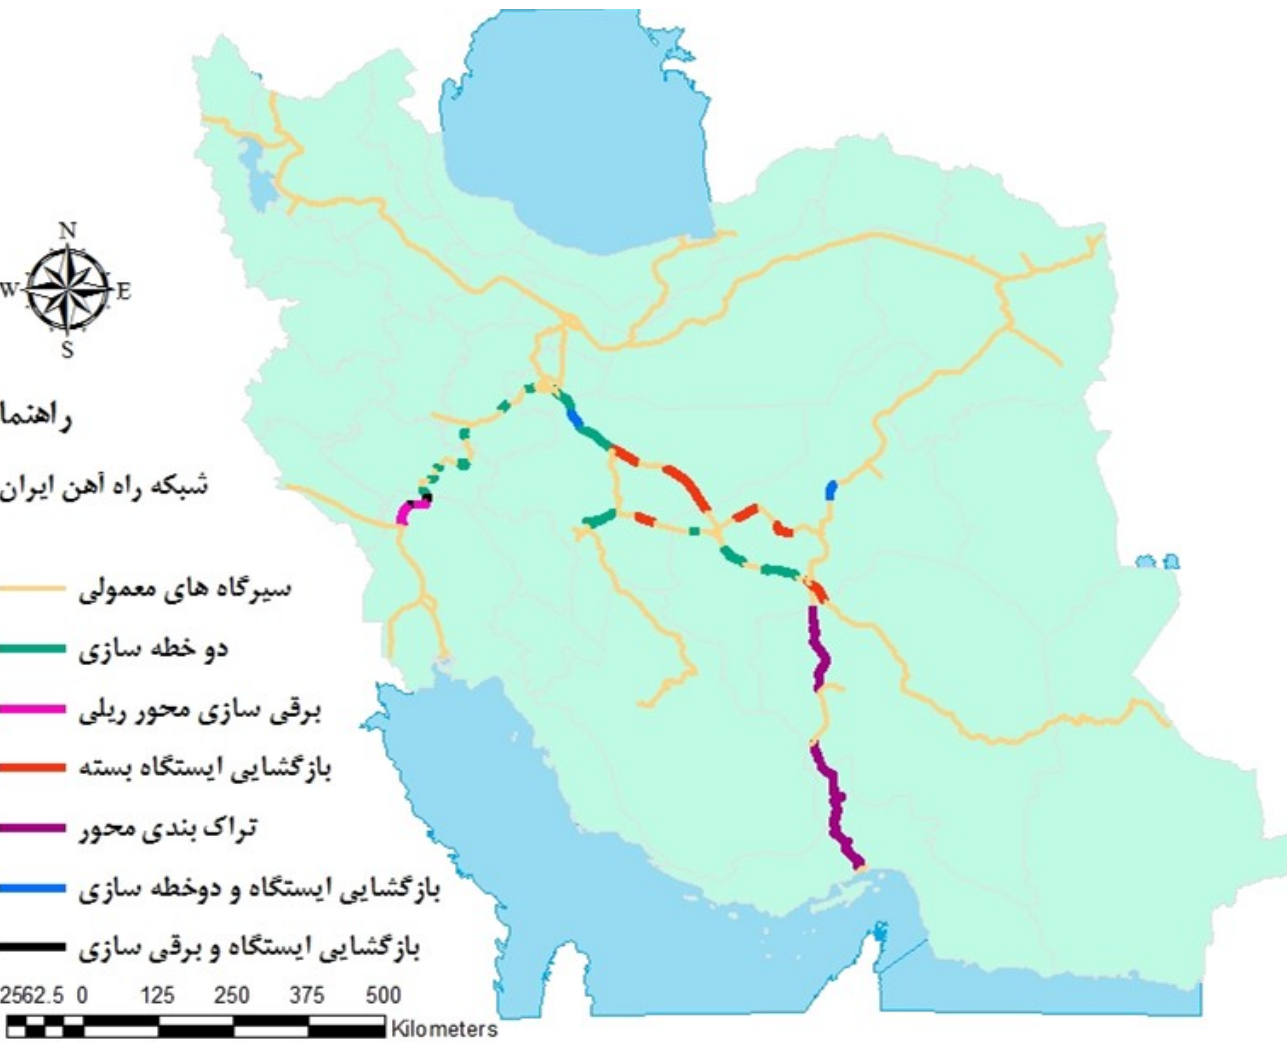 N
W E
S
راهنما
شبکه راه آهن ایران
سیرگاه های معمولی
دو خطه سازی
برقی سازی محور ریلی
بازگشایی ایستگاه بسته
تراک بندی محور
بازگشایی ایستگاه و دوخطه سازی
بازگشایی ایستگاه و برقی سازی
2562.5 0 125 250 375 500
Kilometers